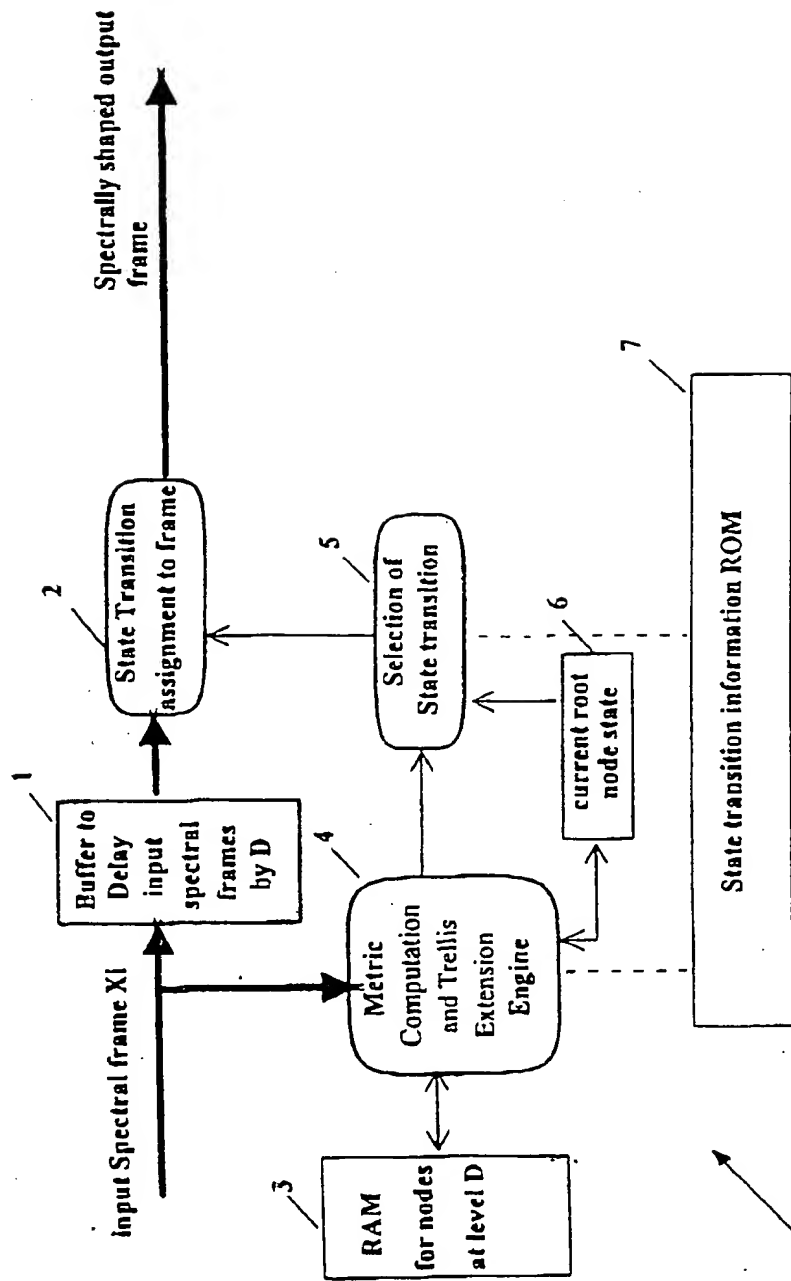 Input Spectral frame XI
1
Buffer to
Delay
input
spectral
frames
by D
2
State Transition
assignment to frame
Spectrally shaped output
frame
3
RAM
for nodes
at level D
4
Metric
Computation
and Trellis
Extension
Engine
5
Selection of
State transition
6
current root
node state
7
State transition information ROM